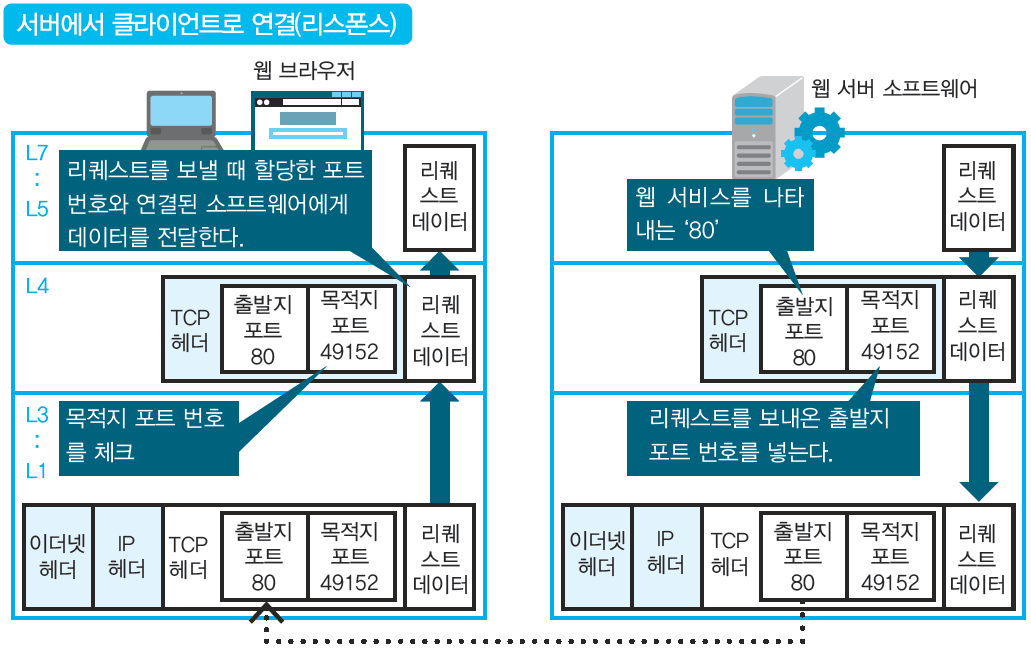 서버에서 클라이언트로 연결(리스폰스)
웹 브라우저
L7
:
L5
리퀘스트를 보낼 때 할당한 포트
번호와 연결된 소프트웨어에게
데이터를 전달한다.
리퀘
스트
데이터
L4
TCP
헤더
출발지
포트
80
목적지
포트
49152
리퀘
스트
데이터
L3
:
L1
목적지 포트 번호
를 체크
이더넷
헤더
IP
헤더
TCP
헤더
출발지
포트
80
목적지
포트
49152
리퀘
스트
데이터
웹 서버 소프트웨어
웹 서비스를 나타
내는 ‘80’
리퀘
스트
데이터
TCP
헤더
출발지
포트
80
목적지
포트
49152
리퀘
스트
데이터
리퀘스트를 보내온 출발지
포트 번호를 넣는다.
이더넷
헤더
IP
헤더
TCP
헤더
출발지
포트
80
목적지
포트
49152
리퀘
스트
데이터